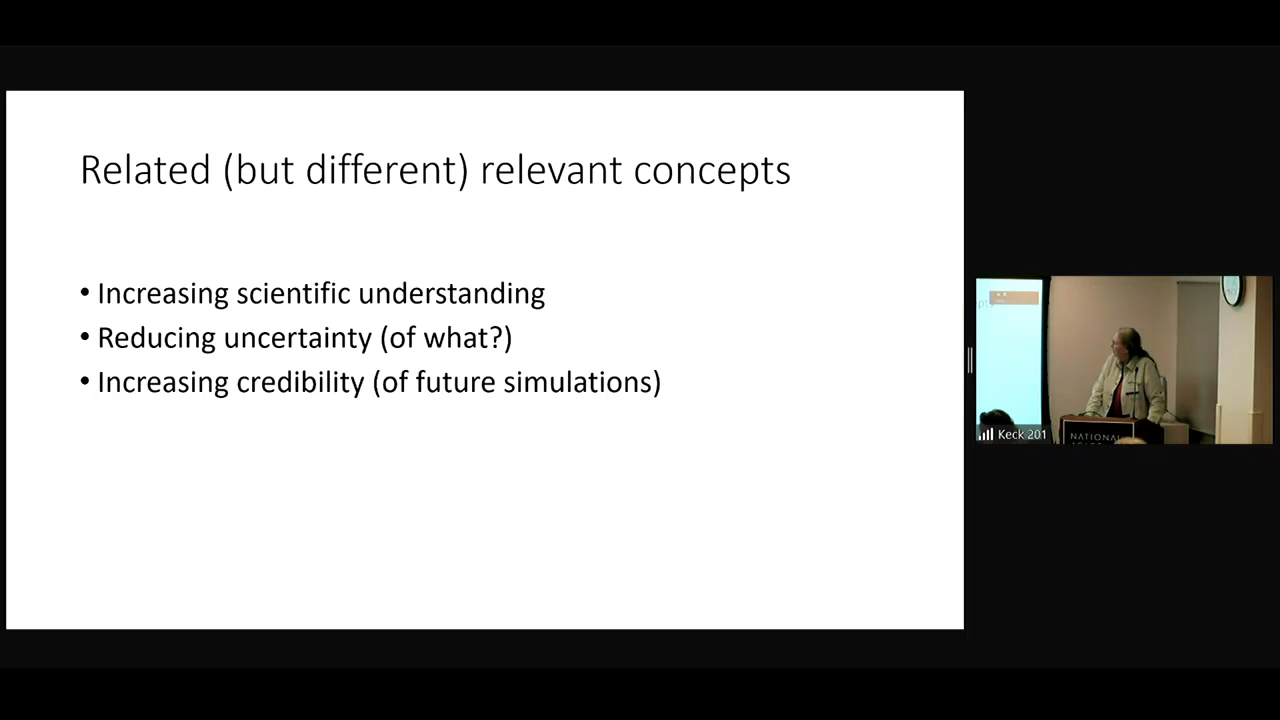 Related (but different) relevant concepts
• Increasing scientific understanding
• Reducing uncertainty (of what?)
• Increasing credibility (of future simulations)
Keck 201
NATIONAL